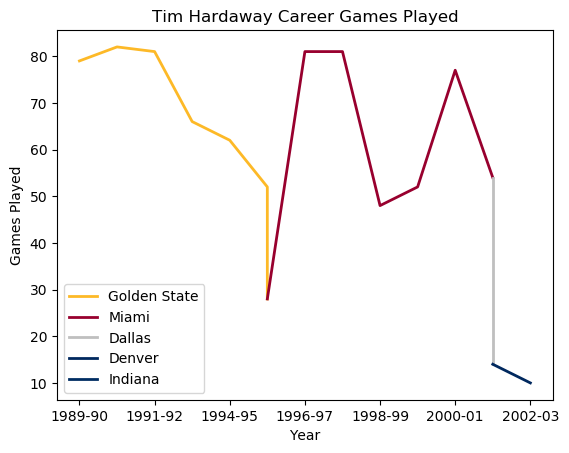 Tim Hardaway Career Games Played
Games Played
80
70
60
50
40
30
20
10
Golden State
Miami
Dallas
Denver
Indiana
1989-90 1991-92 1994-95 1996-97 1998-99 2000-01 2002-03
Year